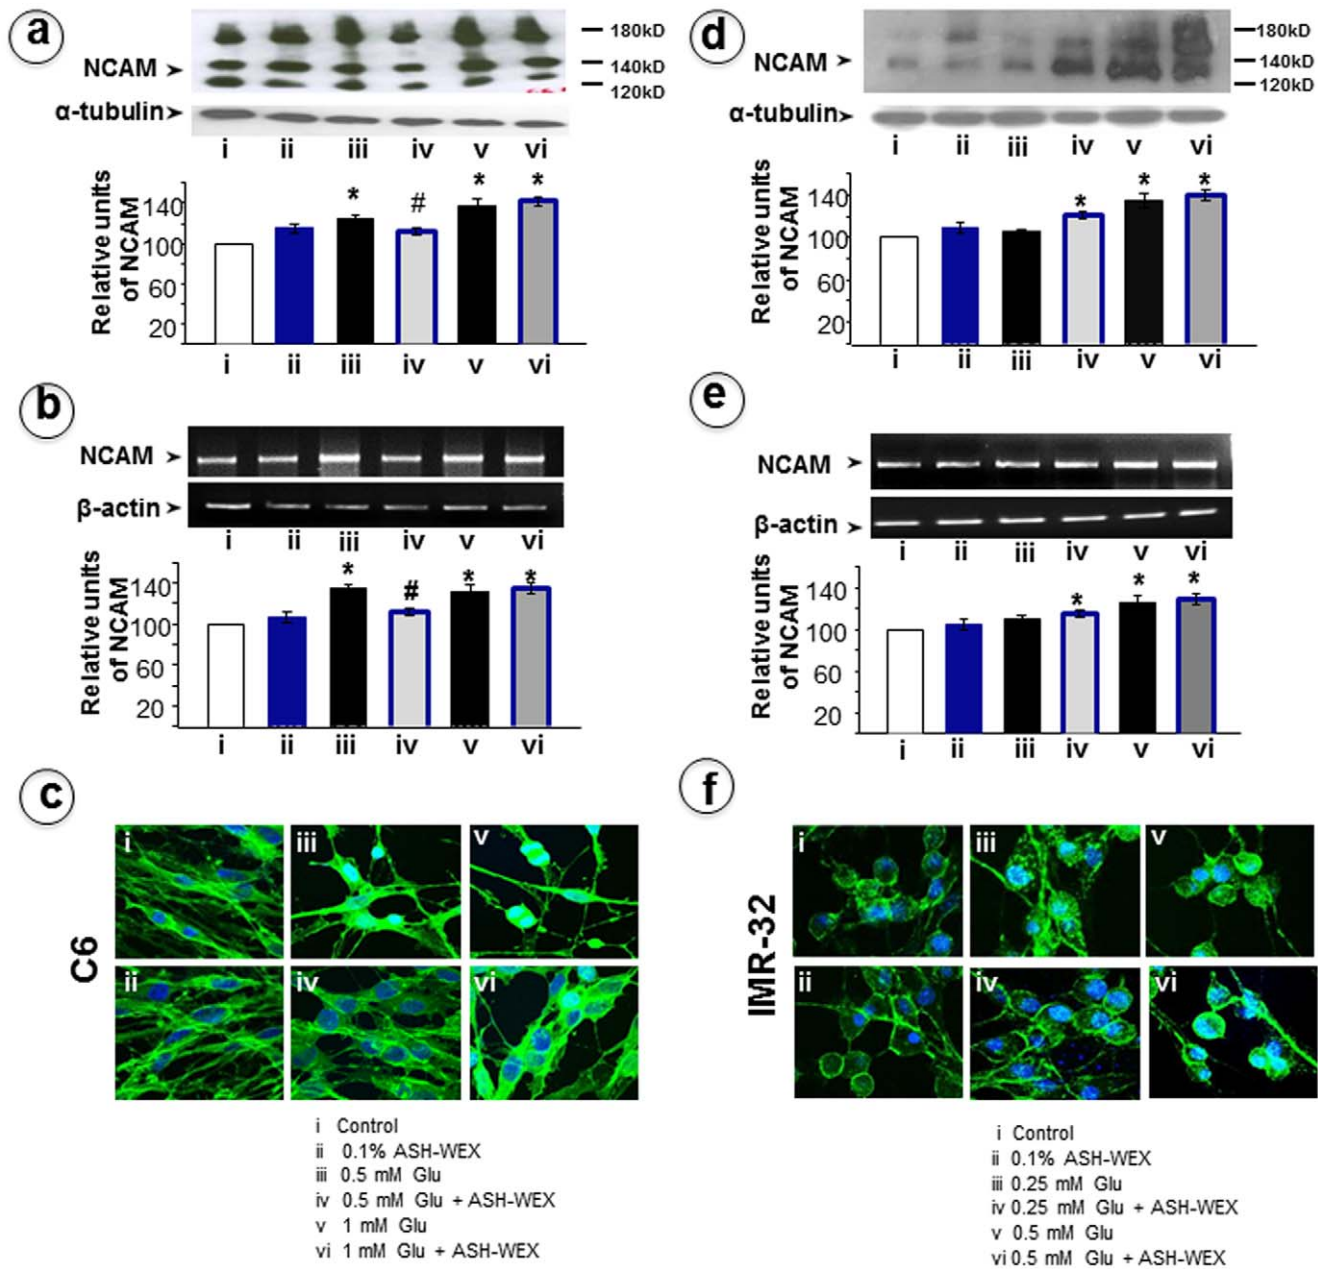 a
180kD
NCAM
140kD
120kD
α-tubulin
i ii iii iv v vi
Relative units
of NCAM
140
100
60
20
* # * *
i ii iii iv v vi
b
NCAM
β-actin
i ii iii iv v vi
Relative units
of NCAM
140
100
60
20
* # * *
i ii iii iv v vi
c
C6
i iii v
ii iv vi
i Control
ii 0.1% ASH-WEX
iii 0.5 mM Glu
iv 0.5 mM Glu + ASH-WEX
v 1 mM Glu
vi 1 mM Glu + ASH-WEX
d
180kD
NCAM
140kD
120kD
α-tubulin
i ii iii iv v vi
Relative units
of NCAM
140
100
60
20
* * *
i ii iii iv v vi
e
NCAM
β-actin
i ii iii iv v vi
Relative units
of NCAM
140
100
60
20
* * *
i ii iii iv v vi
f
IMR-32
i iii v
ii iv vi
i Control
ii 0.1% ASH-WEX
iii 0.25 mM Glu
iv 0.25 mM Glu + ASH-WEX
v 0.5 mM Glu
vi 0.5 mM Glu + ASH-WEX